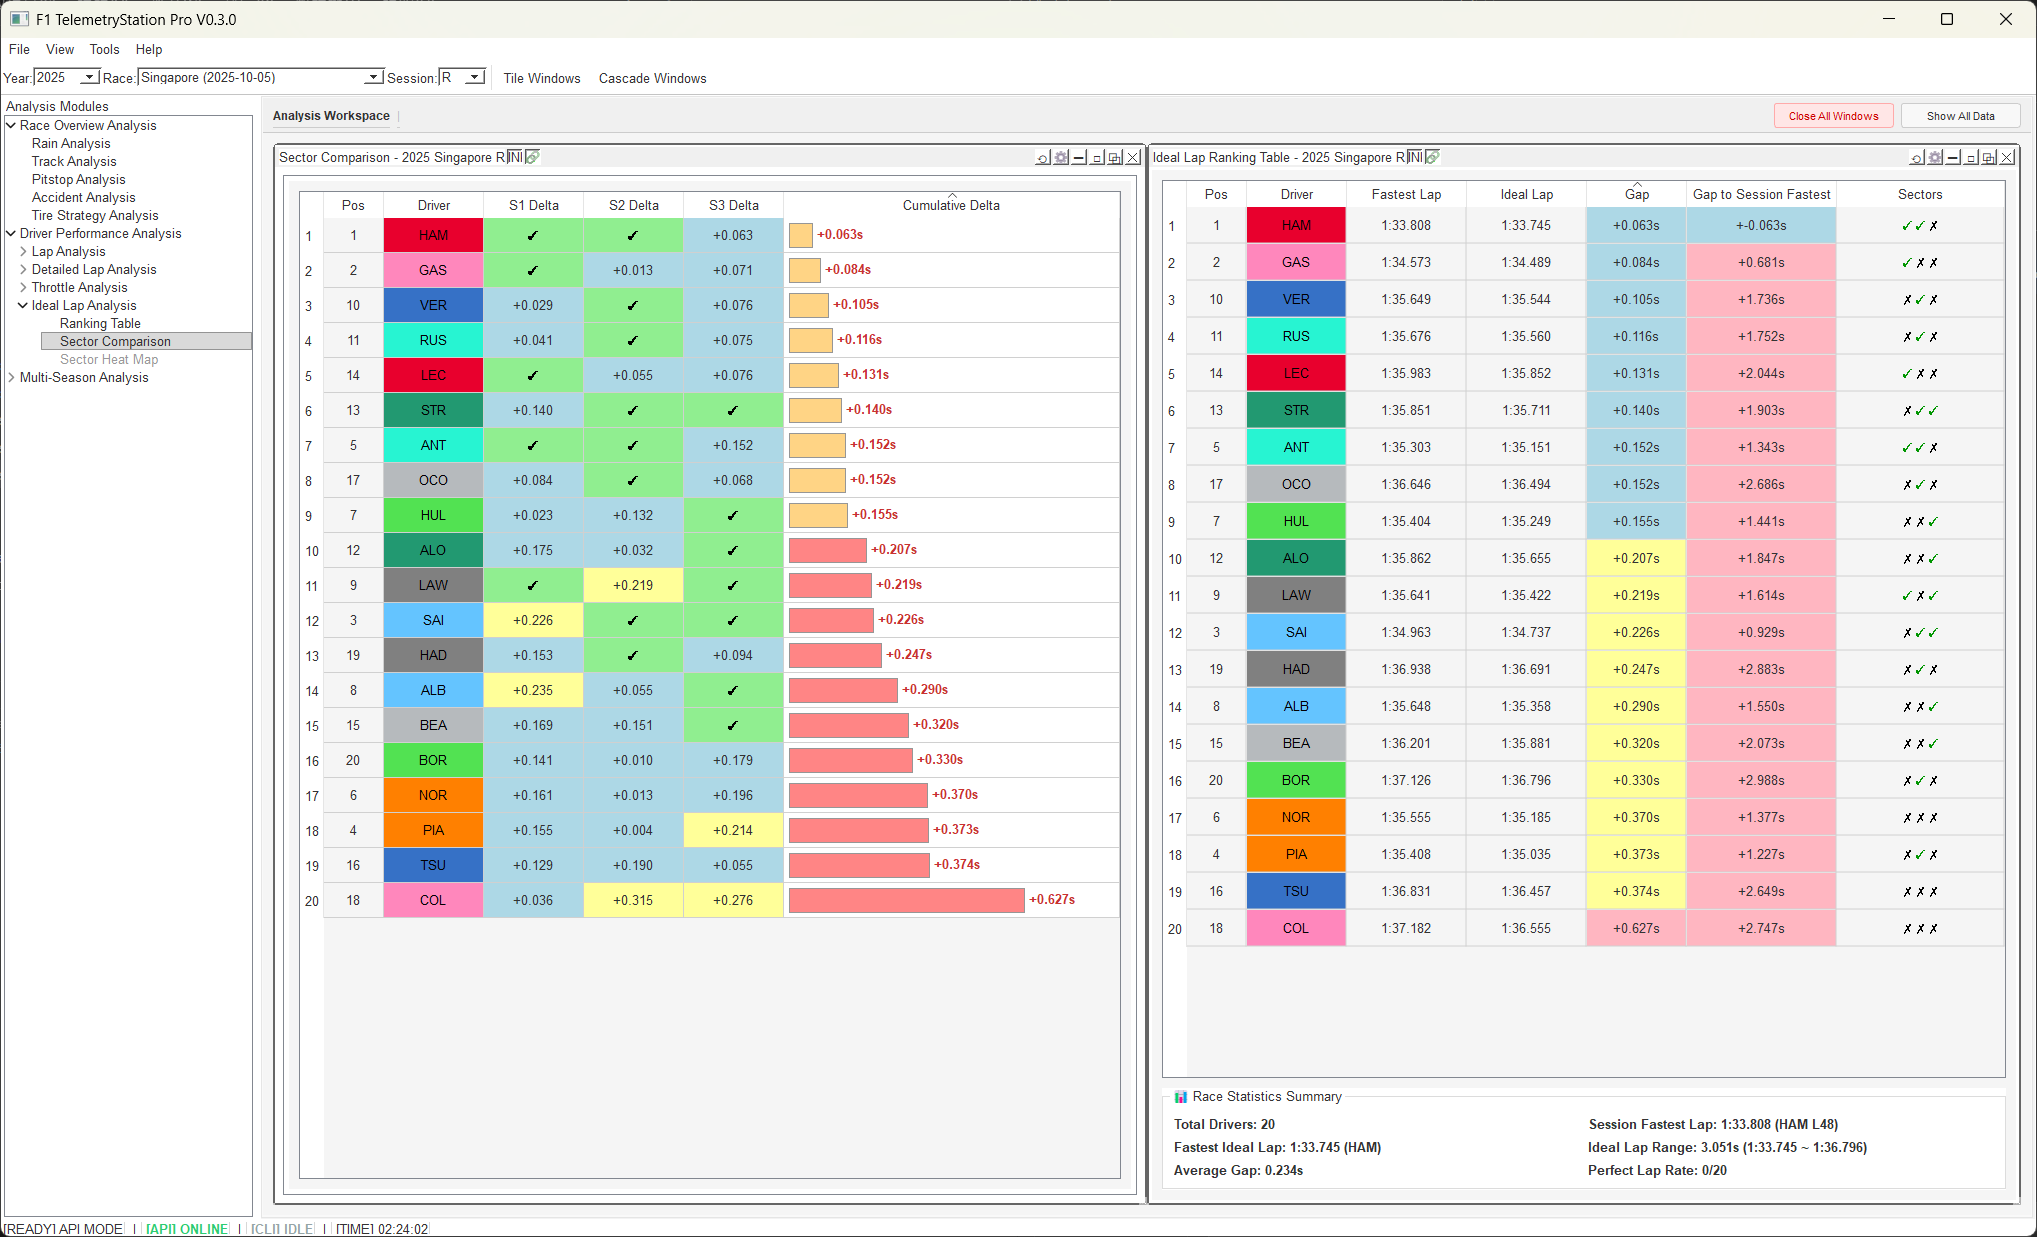 F1 TelemetryStation Pro V0.3.0
File View Tools Help
Year: 2025 Race: Singapore (2025-10-05) Session: R Tile Windows Cascade Windows
Analysis Modules
Race Overview Analysis
Rain Analysis
Track Analysis
Pitstop Analysis
Accident Analysis
Tire Strategy Analysis
Driver Performance Analysis
Lap Analysis
Detailed Lap Analysis
Throttle Analysis
Ideal Lap Analysis
Ranking Table
Sector Comparison
Sector Heat Map
Multi-Season Analysis
Analysis Workspace
Close All Windows Show All Data
Sector Comparison - 2025 Singapore R [N]
Pos Driver S1 Delta S2 Delta S3 Delta Cumulative Delta
1 1 HAM ✔ ✔ +0.063 +0.063s
2 2 GAS ✔ +0.013 +0.071 +0.084s
3 10 VER +0.029 ✔ +0.076 +0.105s
4 11 RUS +0.041 ✔ +0.075 +0.116s
5 14 LEC ✔ +0.055 +0.076 +0.131s
6 13 STR +0.140 ✔ ✔ +0.140s
7 5 ANT ✔ ✔ +0.152 +0.152s
8 17 OCO +0.084 ✔ +0.068 +0.152s
9 7 HUL +0.023 +0.132 ✔ +0.155s
10 12 ALO +0.175 +0.032 ✔ +0.207s
11 9 LAW ✔ +0.219 ✔ +0.219s
12 3 SAI +0.226 ✔ ✔ +0.226s
13 19 HAD +0.153 ✔ +0.094 +0.247s
14 8 ALB +0.235 +0.055 ✔ +0.290s
15 15 BEA +0.169 +0.151 ✔ +0.320s
16 20 BOR +0.141 +0.010 +0.179 +0.330s
17 6 NOR +0.161 +0.013 +0.196 +0.370s
18 4 PIA +0.155 +0.004 +0.214 +0.373s
19 16 TSU +0.129 +0.190 +0.055 +0.374s
20 18 COL +0.036 +0.315 +0.276 +0.627s
Ideal Lap Ranking Table - 2025 Singapore R [N]
Pos Driver Fastest Lap Ideal Lap Gap Gap to Session Fastest Sectors
1 1 HAM 1:33.808 1:33.745 +0.063s +-0.063s ✓✓✗
2 2 GAS 1:34.573 1:34.489 +0.084s +0.681s ✓✗✗
3 10 VER 1:35.649 1:35.544 +0.105s +1.736s ✗✓✗
4 11 RUS 1:35.676 1:35.560 +0.116s +1.752s ✗✓✗
5 14 LEC 1:35.983 1:35.852 +0.131s +2.044s ✓✗✗
6 13 STR 1:35.851 1:35.711 +0.140s +1.903s ✗✓✓
7 5 ANT 1:35.303 1:35.151 +0.152s +1.343s ✓✓✗
8 17 OCO 1:36.646 1:36.494 +0.152s +2.686s ✗✓✗
9 7 HUL 1:35.404 1:35.249 +0.155s +1.441s ✗✗✓
10 12 ALO 1:35.862 1:35.655 +0.207s +1.847s ✗✗✓
11 9 LAW 1:35.641 1:35.422 +0.219s +1.614s ✓✗✓
12 3 SAI 1:34.963 1:34.737 +0.226s +0.929s ✗✓✓
13 19 HAD 1:36.938 1:36.691 +0.247s +2.883s ✗✓✗
14 8 ALB 1:35.648 1:35.358 +0.290s +1.550s ✗✗✓
15 15 BEA 1:36.201 1:35.881 +0.320s +2.073s ✗✗✓
16 20 BOR 1:37.126 1:36.796 +0.330s +2.988s ✗✓✗
17 6 NOR 1:35.555 1:35.185 +0.370s +1.377s ✗✗✗
18 4 PIA 1:35.408 1:35.035 +0.373s +1.227s ✗✓✗
19 16 TSU 1:36.831 1:36.457 +0.374s +2.649s ✗✗✗
20 18 COL 1:37.182 1:36.555 +0.627s +2.747s ✗✗✗
Race Statistics Summary
Total Drivers: 20 Session Fastest Lap: 1:33.808 (HAM L48)
Fastest Ideal Lap: 1:33.745 (HAM) Ideal Lap Range: 3.051s (1:33.745 ~ 1:36.796)
Average Gap: 0.234s Perfect Lap Rate: 0/20
[READY] API MODE | [API] ONLINE | [CLI] IDLE | [TIME] 02:24:02